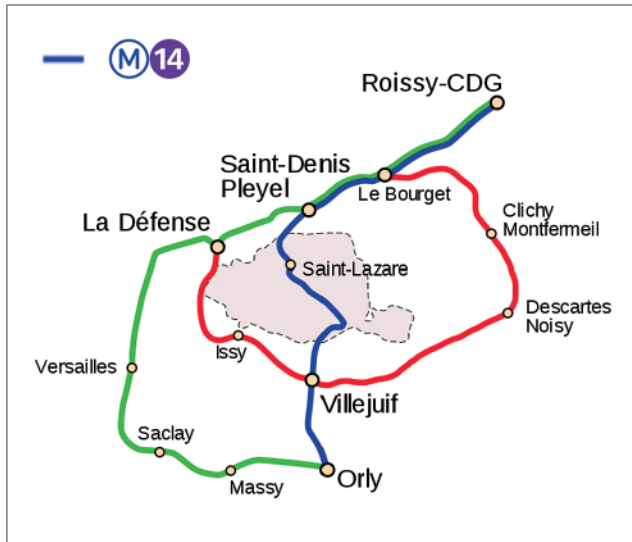 M 14
Roissy-CDG
Saint-Denis
Pleyel
Le Bourget
La Défense
Clichy
Montfermeil
Saint-Lazare
Descartes
Noisy
Issy
Versailles
Villejuif
Saclay
Massy
Orly